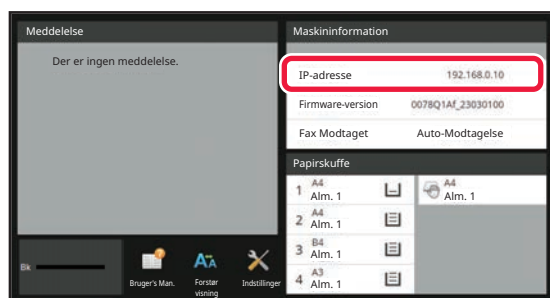 Meddelelse
Der er ingen meddelelse.
Maskininformation
IP-adresse 192.168.0.10
Firmware-version 0078Q1Af_23030100
Fax Modtaget Auto-Modtagelse
Papirskuffe
1 A4 Alm. 1
A4 Alm. 1
2 A4 Alm. 1
3 B4 Alm. 1
4 A3 Alm. 1
Bk
Bruger's Man.
Forstør
visning
Indstillinger